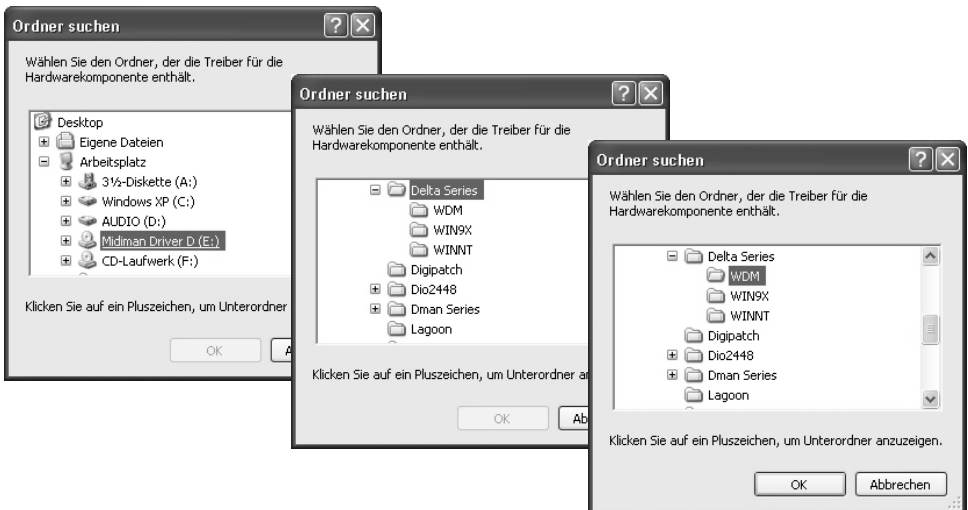 Ordner suchen
Wählen Sie den Ordner, der die Treiber für die
Hardwarekomponente enthält.
Desktop
Eigene Dateien
Arbeitsplatz
3½-Diskette (A:)
Windows XP (C:)
AUDIO (D:)
Midiman Driver D (E:)
CD-Laufwerk (F:)
Klicken Sie auf ein Pluszeichen, um Unterordner
OK
A
Ordner suchen
Wählen Sie den Ordner, der die Treiber für die
Hardwarekomponente enthält.
Delta Series
WDM
WIN9X
WINNT
Digipatch
Dio2448
Dman Series
Lagoon
Klicken Sie auf ein Pluszeichen, um Unterordner an
OK
Ab
Ordner suchen
Wählen Sie den Ordner, der die Treiber für die
Hardwarekomponente enthält.
Delta Series
WDM
WIN9X
WINNT
Digipatch
Dio2448
Dman Series
Lagoon
Klicken Sie auf ein Pluszeichen, um Unterordner anzuzeigen.
OK
Abbrechen